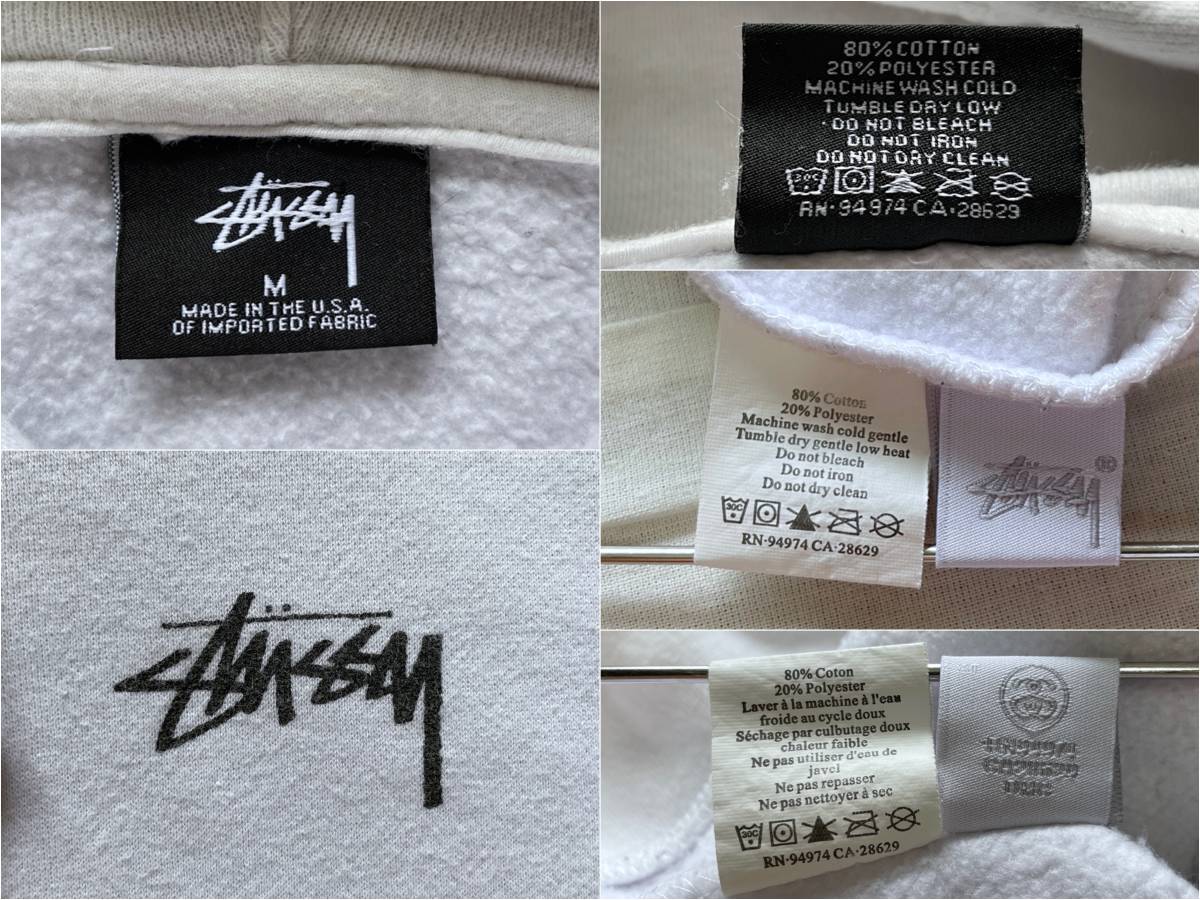 STÜSSY
M
MADE IN THE U.S.A.
OF IMPORTED FABRIC
STÜSSY
80% COTTON
20% POLYESTER
MACHINE WASH COLD
TUMBLE DRY LOW
DO NOT BLEACH
DO NOT IRON
DO NOT DRY CLEAN
30C
RN·94974 CA·28629
80% Cotton
20% Polyester
Machine wash cold gentle
Tumble dry gentle low heat
Do not bleach
Do not iron
Do not dry clean
30C
RN·94974 CA·28629
STÜSSY ®
80% Coton
20% Polyester
Laver à la machine à l'eau
froide au cycle doux
Séchage par culbutage doux
chaleur faible
Ne pas utiliser d'eau de
javel
Ne pas repasser
Ne pas nettoyer à sec
30C
RN·94974 CA·28629